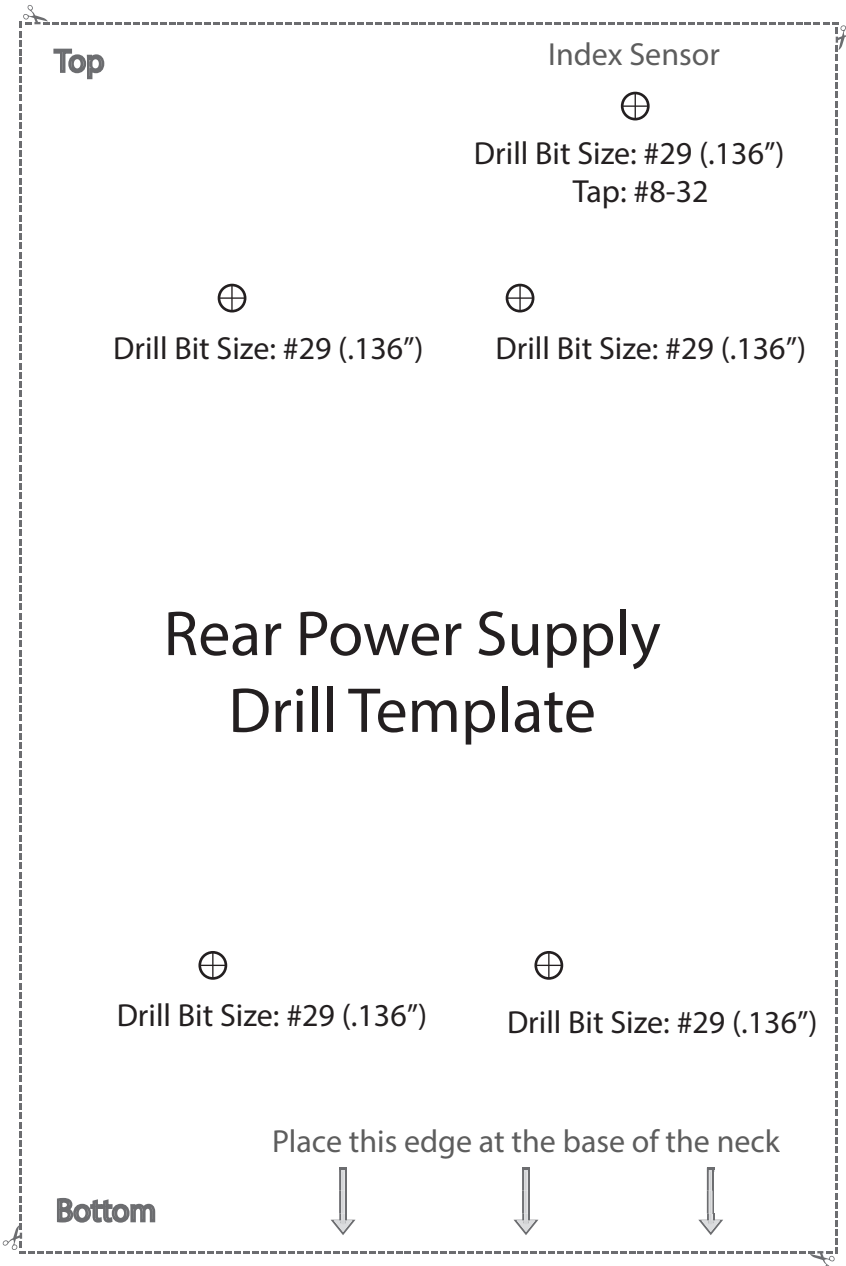 Top
Index Sensor
Drill Bit Size: #29 (.136”)
Tap: #8-32
Drill Bit Size: #29 (.136”)
Drill Bit Size: #29 (.136”)
Rear Power Supply
Drill Template
Drill Bit Size: #29 (.136”)
Drill Bit Size: #29 (.136”)
Place this edge at the base of the neck
Bottom